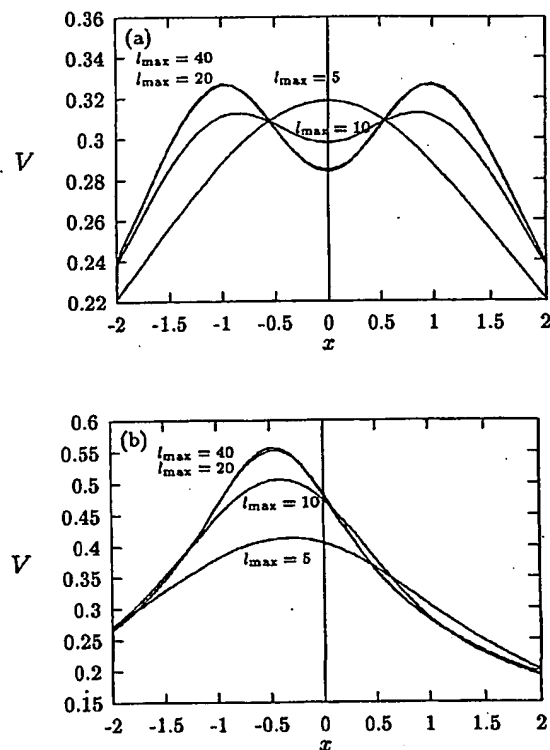 0.36
(a)
l_max = 40
l_max = 20
l_max = 5
l_max = 10
0.34
0.32
0.3
V
0.28
0.26
0.24
0.22
-2 -1.5 -1 -0.5 0 0.5 1 1.5 2
x
0.6
(b)
l_max = 40
l_max = 20
l_max = 10
l_max = 5
0.55
0.5
0.45
0.4
V
0.35
0.3
0.25
0.2
0.15
-2 -1.5 -1 -0.5 0 0.5 1 1.5 2
x